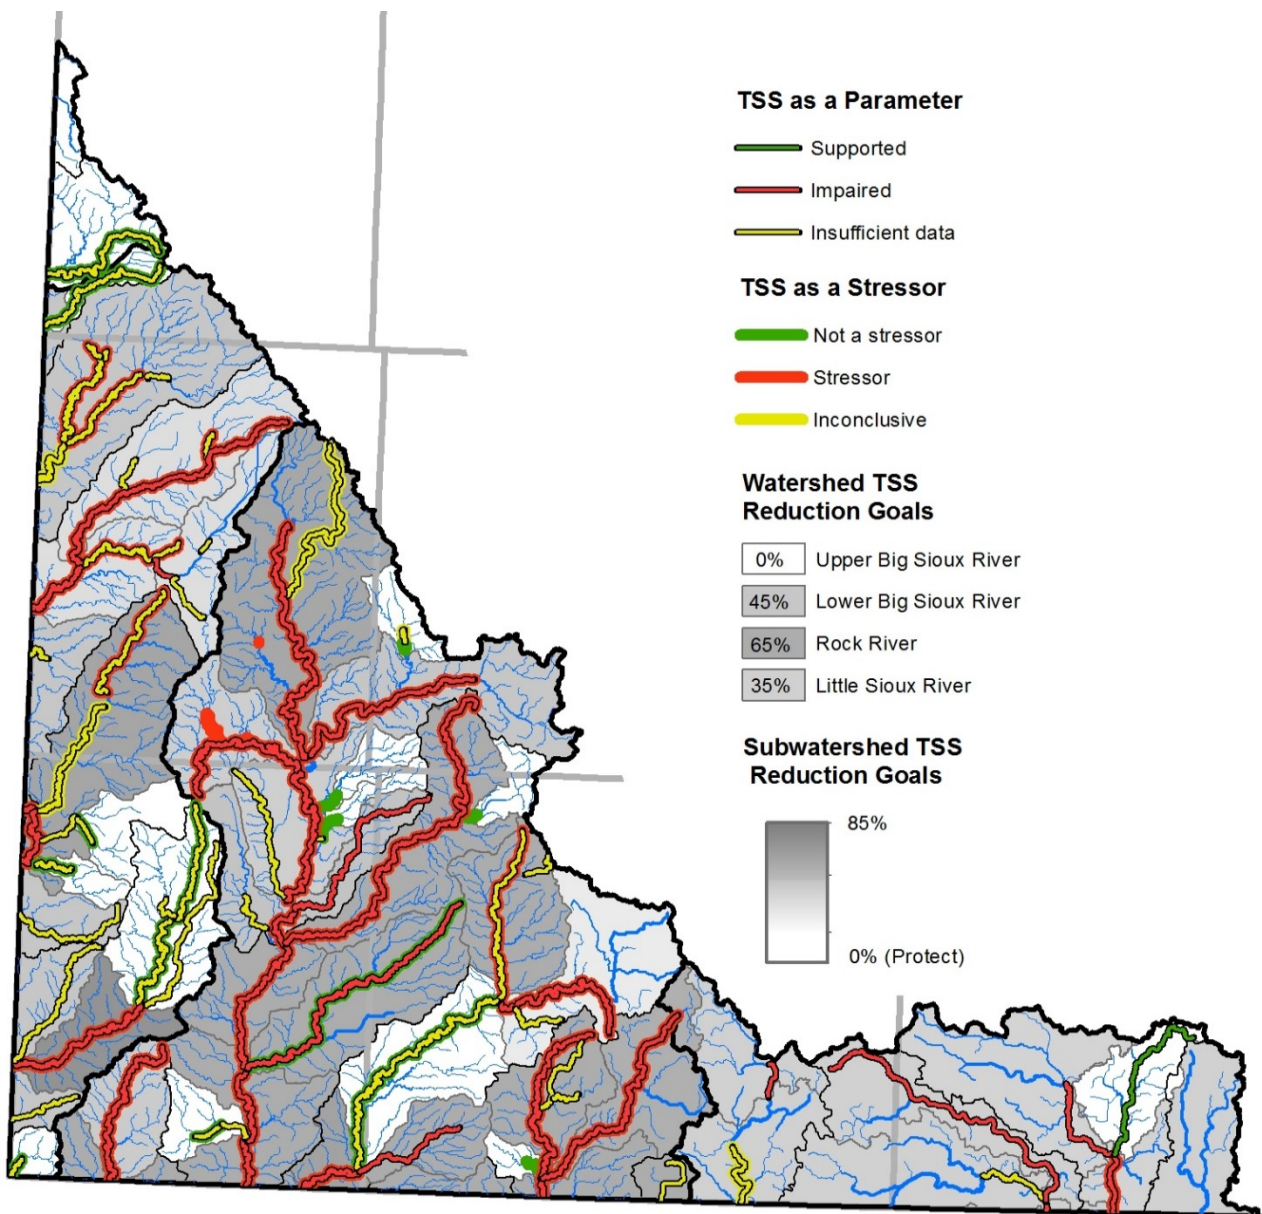 TSS as a Parameter
Supported
Impaired
Insufficient data
TSS as a Stressor
Not a stressor
Stressor
Inconclusive
Watershed TSS
Reduction Goals
0% Upper Big Sioux River
45% Lower Big Sioux River
65% Rock River
35% Little Sioux River
Subwatershed TSS
Reduction Goals
85%
0% (Protect)